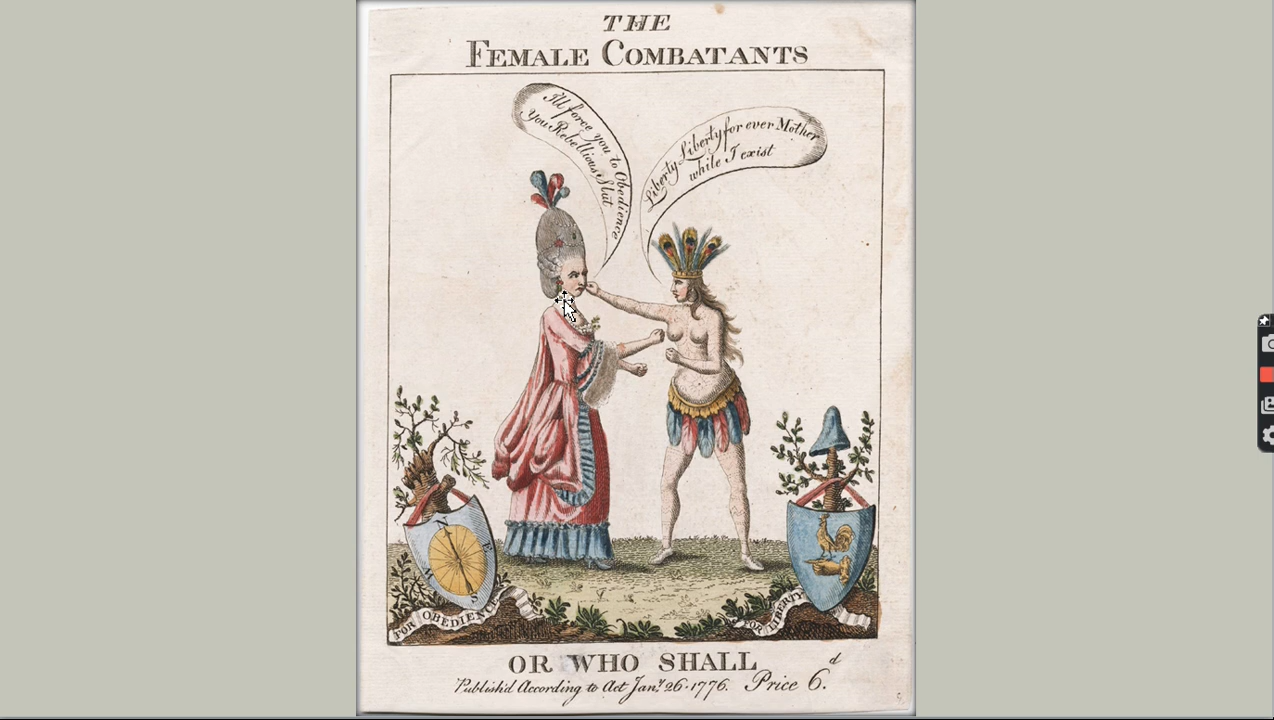 THE
FEMALE COMBATANTS
I'll force you to Obedience
You Rebellious Slut
Liberty Liberty for ever Mother
while I exist
N
E
W
S
FOR OBEDIENCE
FOR LIBERTY
OR WHO SHALL
Publish'd According to Act Jany. 26. 1776. Price 6.d